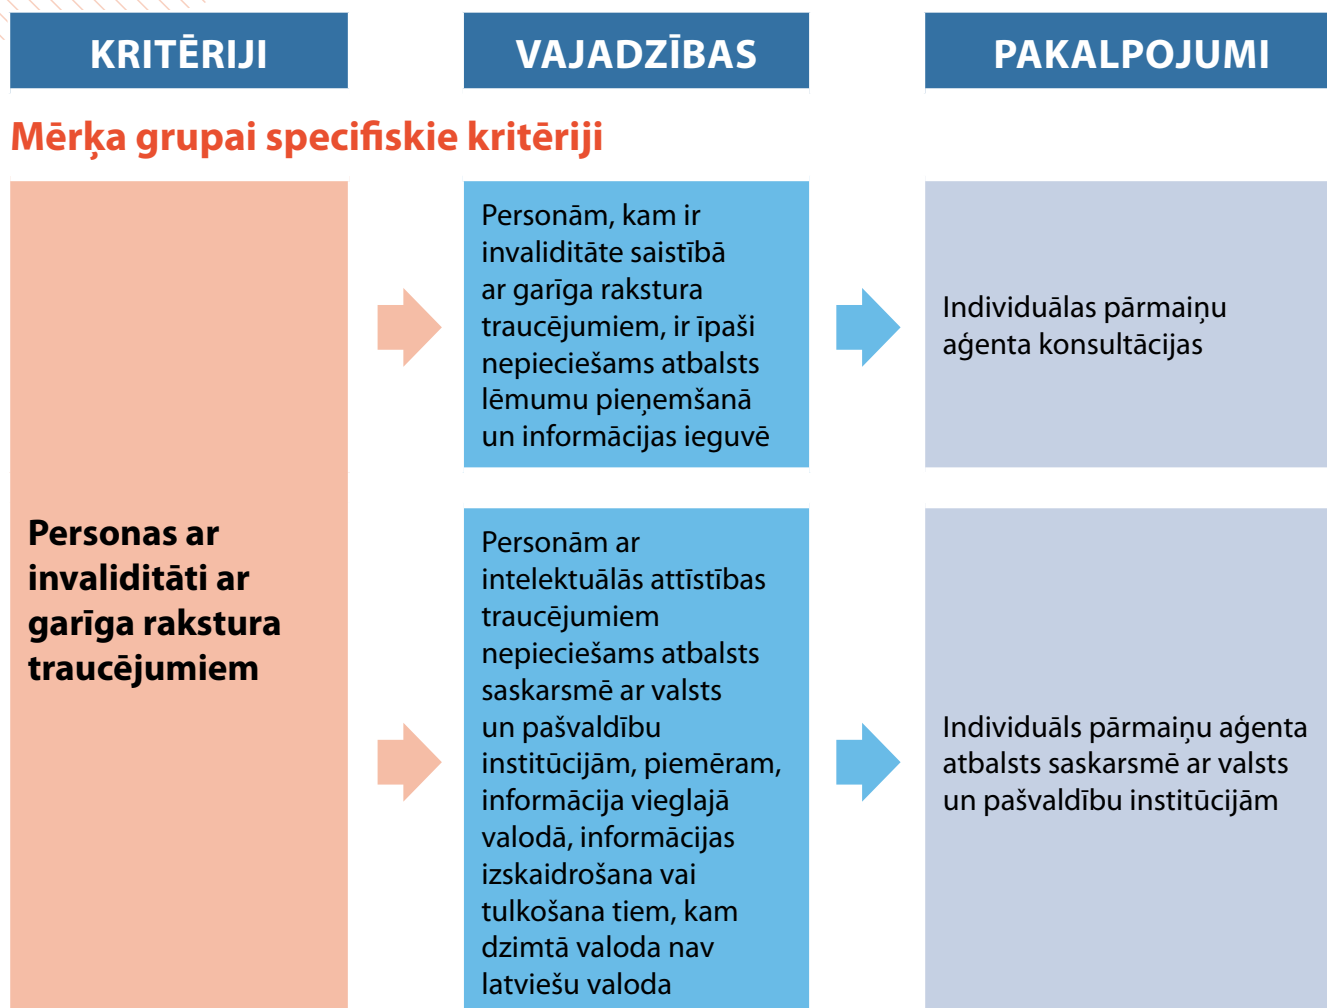 KRITĒRIJI
VAJADZĪBAS
PAKALPOJUMI
Mērķa grupai specifiskie kritēriji
Personas ar
invaliditāti ar
garīga rakstura
traucējumiem
Personām, kam ir
invaliditāte saistībā
ar garīga rakstura
traucējumiem, ir īpaši
nepieciešams atbalsts
lēmumu pieņemšanā
un informācijas ieguvē
Individuālas pārmaiņu
aģenta konsultācijas
Personām ar
intelektuālās attīstības
traucējumiem
nepieciešams atbalsts
saskarsmē ar valsts
un pašvaldību
institūcijām, piemēram,
informācija vieglajā
valodā, informācijas
izskaidrošana vai
tulkošana tiem, kam
dzimtā valoda nav
latviešu valoda
Individuāls pārmaiņu aģenta
atbalsts saskarsmē ar valsts
un pašvaldību institūcijām